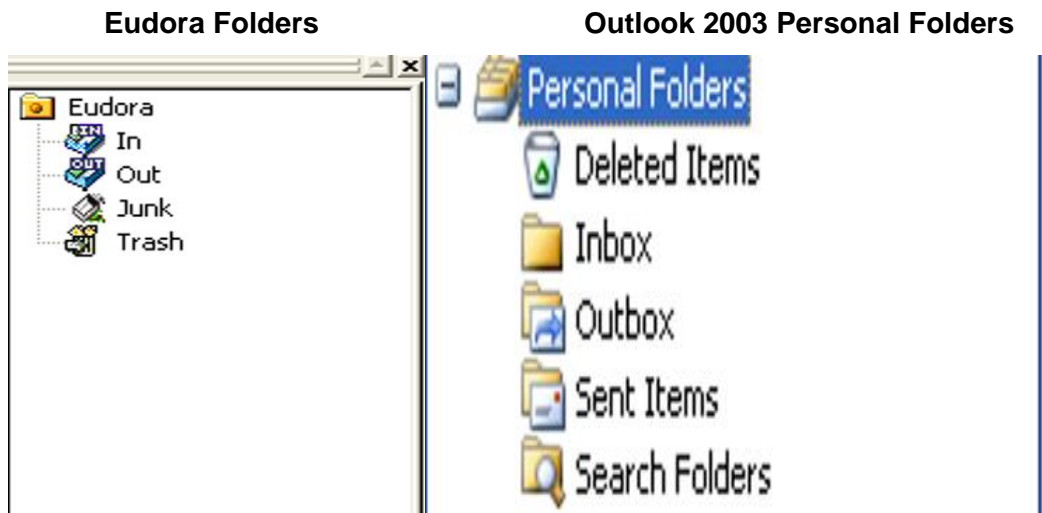 Eudora Folders
Outlook 2003 Personal Folders
Eudora
In
Out
Junk
Trash
Personal Folders
Deleted Items
Inbox
Outbox
Sent Items
Search Folders